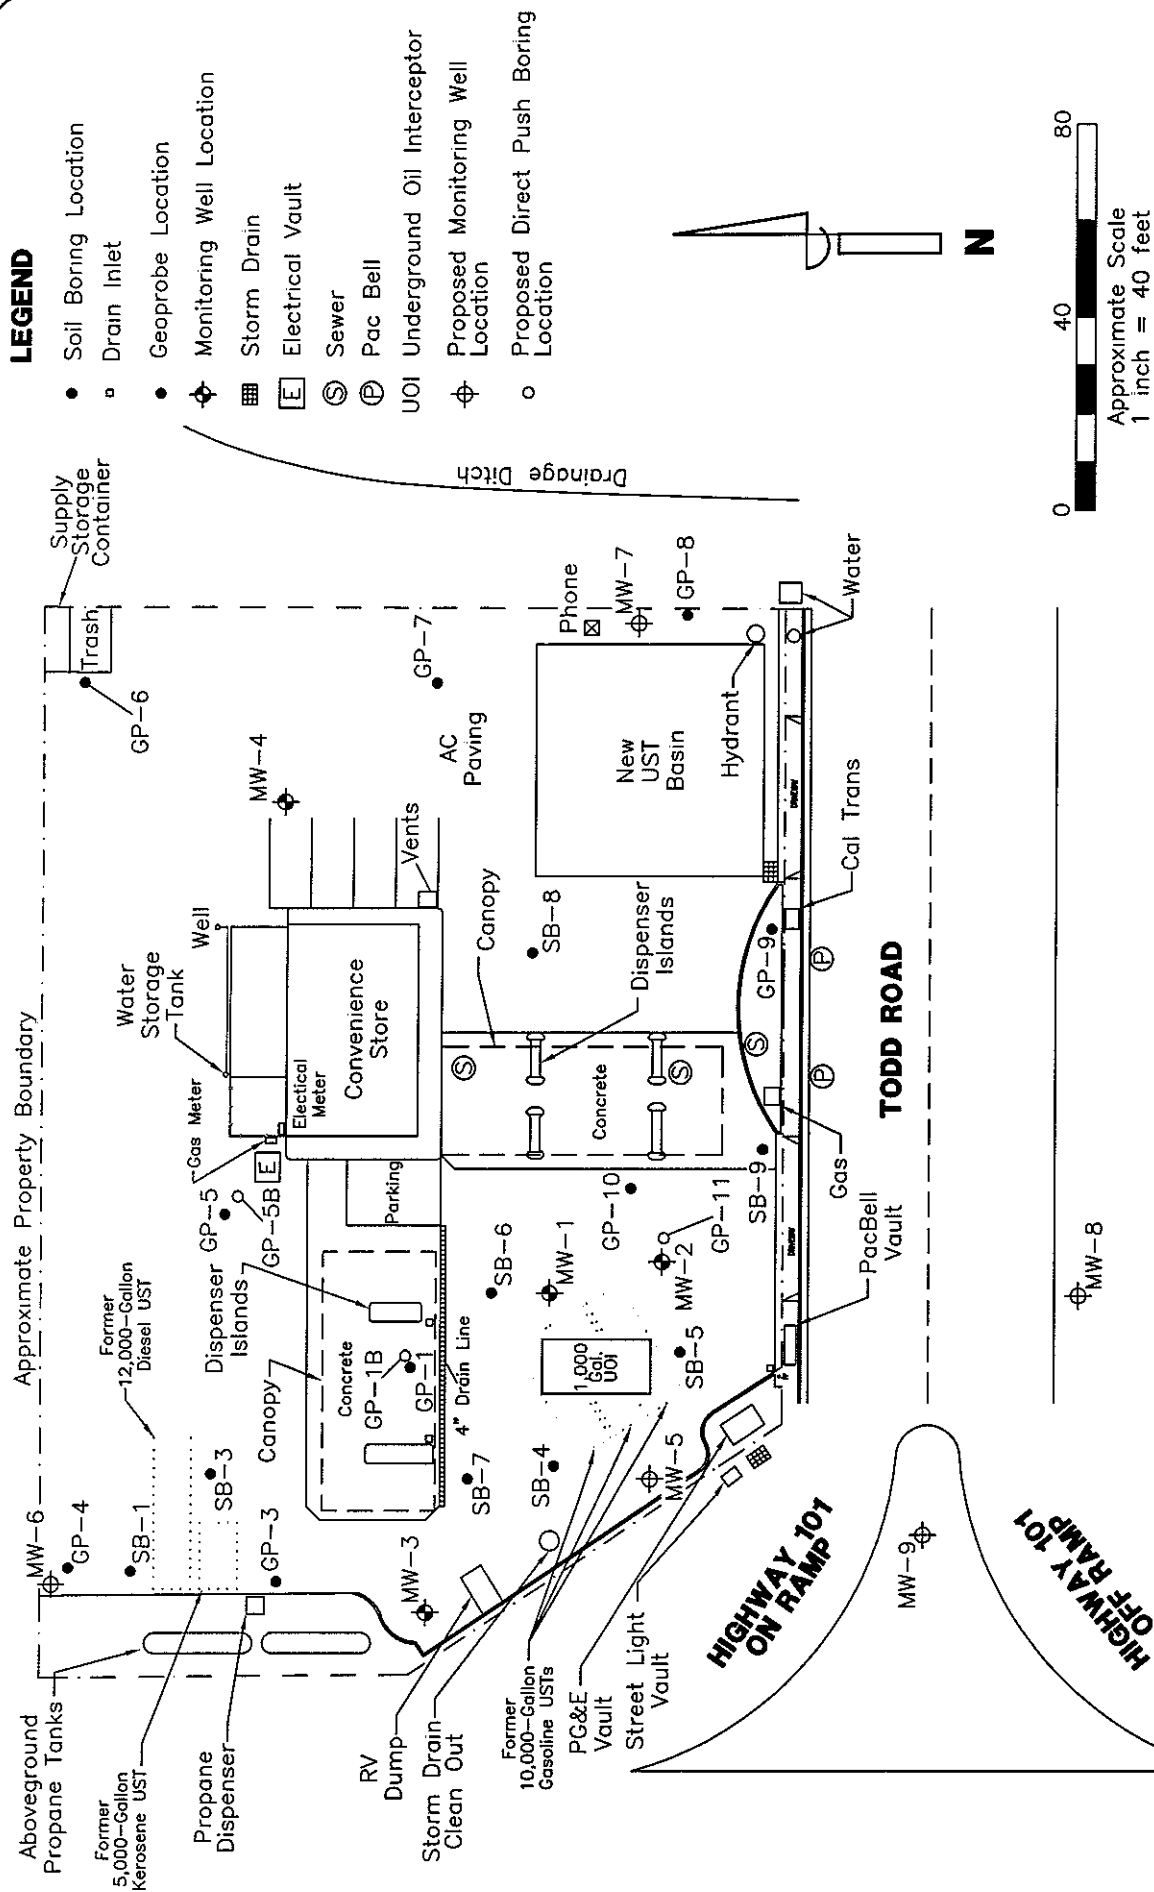 LEGEND
Soil Boring Location
Drain Inlet
Geoprobe Location
Monitoring Well Location
Storm Drain
E Electrical Vault
S Sewer
P Pac Bell
UOI Underground Oil Interceptor
Proposed Monitoring Well
Location
Proposed Direct Push Boring
Location
N
0 40 80
Approximate Scale
1 inch = 40 feet
Drainage Ditch
Supply
Storage
Container
Trash
GP-6
Approximate Property Boundary
MW-4
GP-7
AC
Paving
Phone
MW-7
GP-8
New
UST
Basin
Hydrant
Water
Cal Trans
Well
Water
Storage
Tank
Vents
Canopy
SB-8
Dispenser
Islands
GP-9
P
P
Gas Meter
Electrical
Meter
Convenience
Store
E
S
S
S
Concrete
TODD ROAD
GP-5
GP-5B
Parking
GP-10
GP-11
SB-9
Gas
PacBell
Vault
Former
12,000-Gallon
Diesel UST
Dispenser
Islands
Canopy
Concrete
GP-1B
GP-1
4" Drain Line
SB-6
MW-1
MW-2
1,000
Gal.
UOI
SB-5
MW-8
MW-6
GP-4
SB-1
SB-3
GP-3
MW-3
SB-7
SB-4
MW-5
MW-9
Aboveground
Propane Tanks
Former
5,000-Gallon
Kerosene UST
Propane
Dispenser
RV
Dump
Storm Drain
Clean Out
Former
10,000-Gallon
Gasoline USTs
PG&E
Vault
Street Light
Vault
HIGHWAY 101
ON RAMP
HIGHWAY 101
OFF RAMP